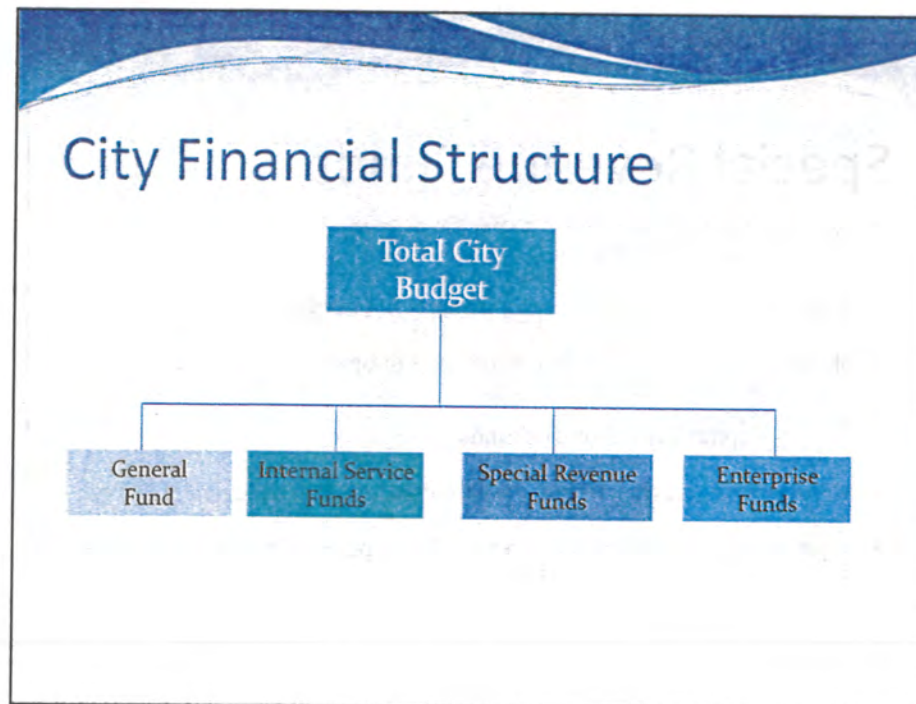 City Financial Structure
Total City
Budget
General
Fund
Internal Service
Funds
Special Revenue
Funds
Enterprise
Funds